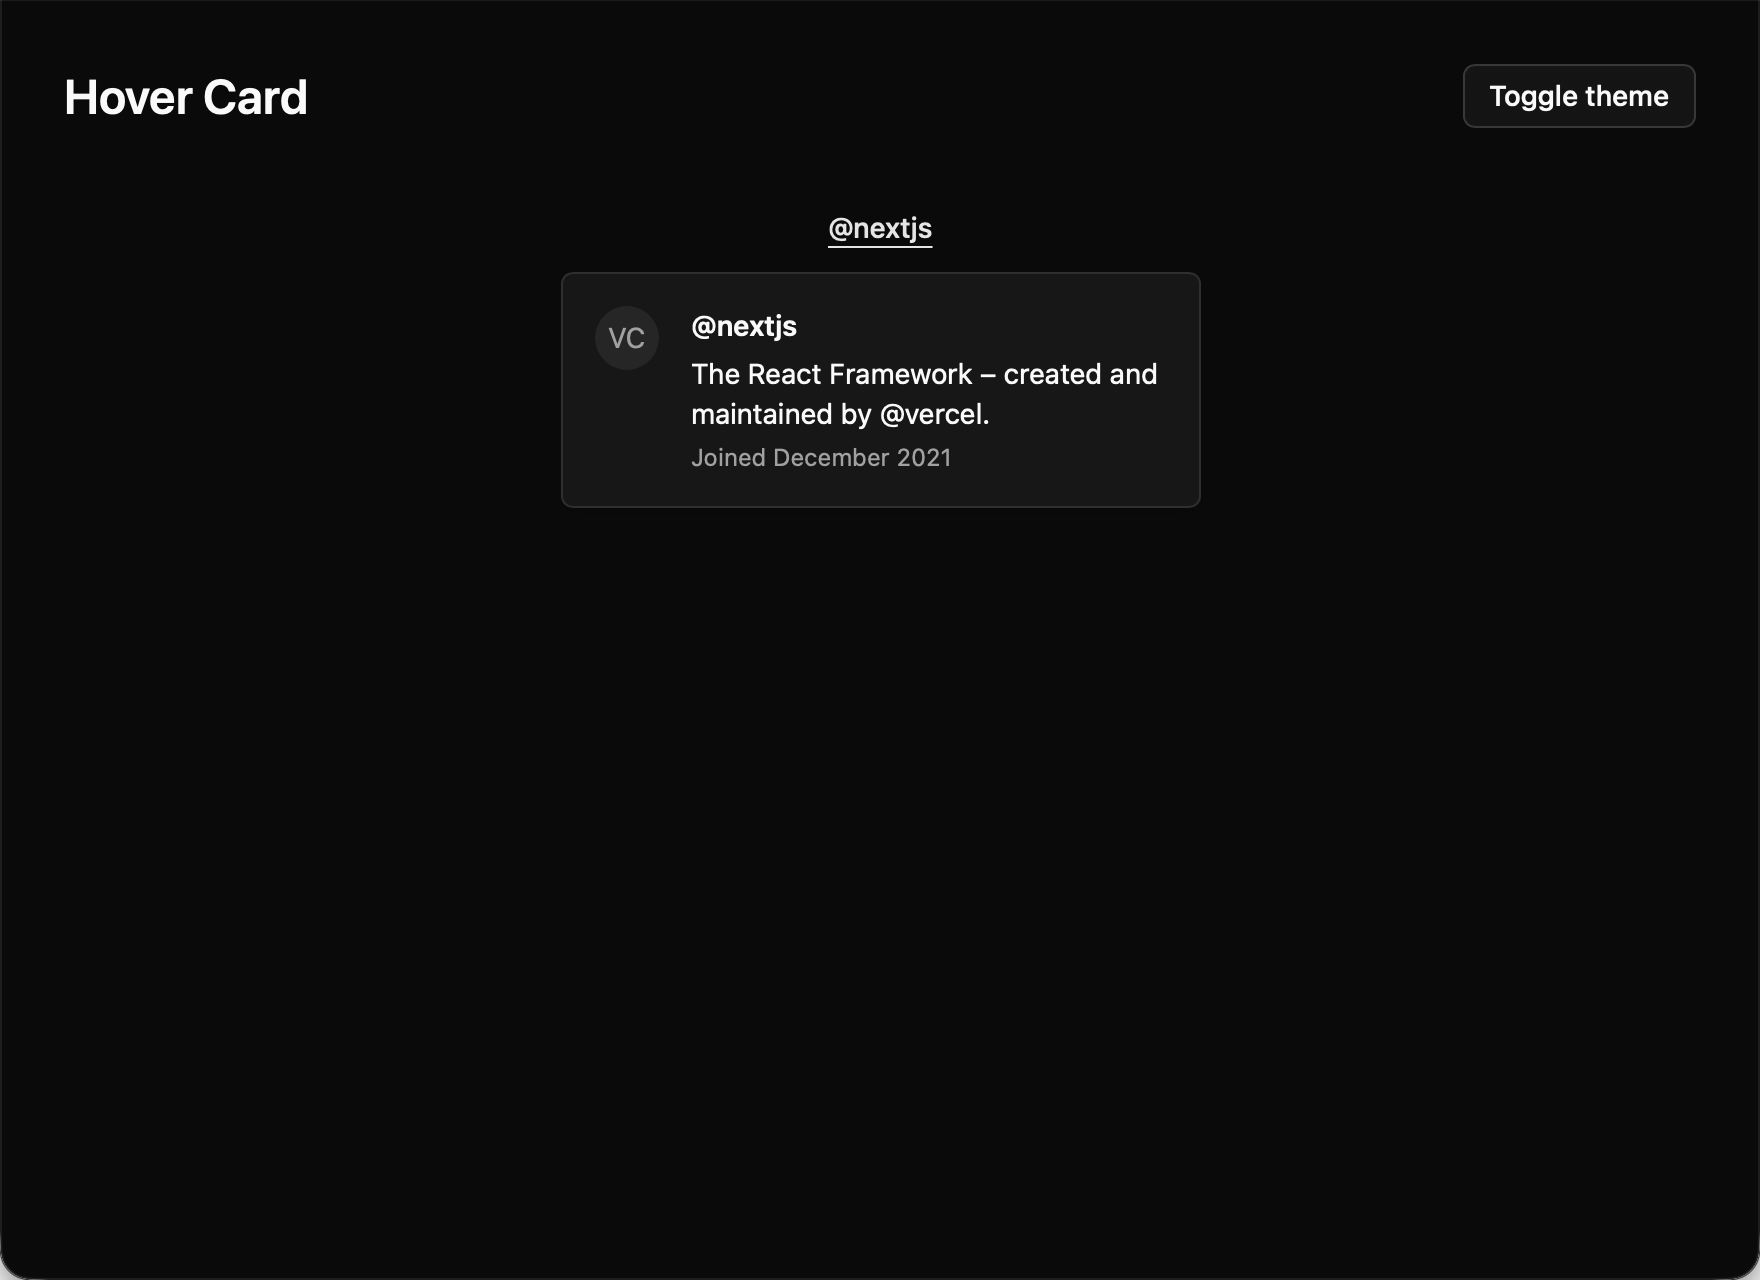 Hover Card
Toggle theme
@nextjs
VC
@nextjs
The React Framework – created and
maintained by @vercel.
Joined December 2021